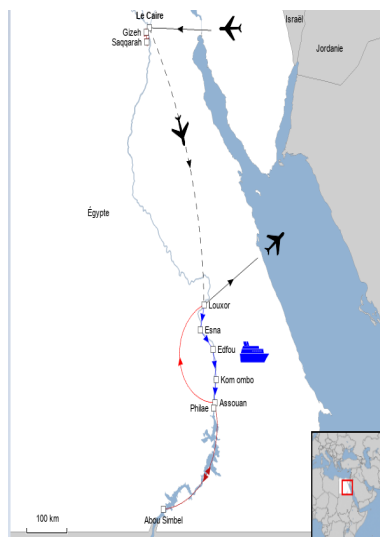 Le Caire
Israël
Gizeh
Saqqarah
Jordanie
Égypte
Louxor
Esna
Edfou
Kom ombo
Assouan
Philae
Abou Simbel
100 km